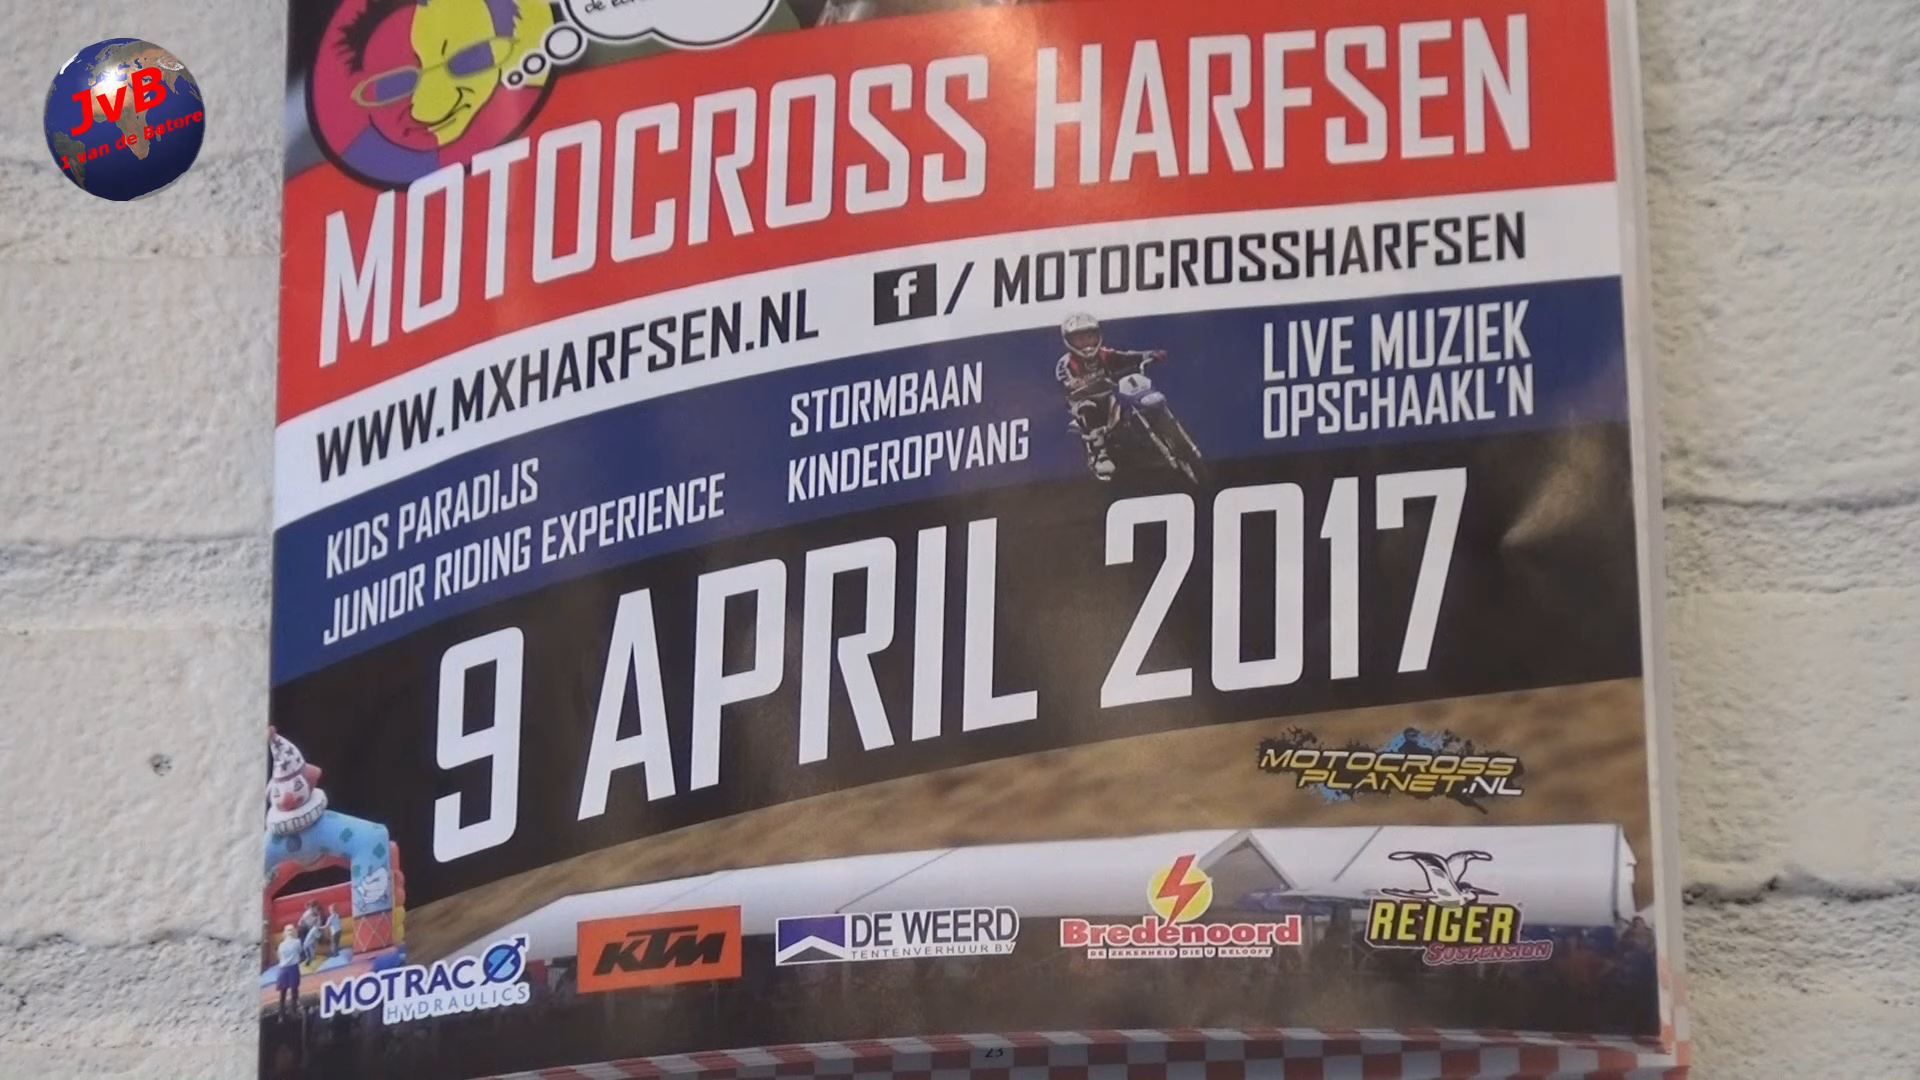 JvB
1 van de Batore
MOTOCROSS HARFSEN
WWW.MXHARFSEN.NL f / MOTOCROSSHARFSEN
KIDS PARADIJS
JUNIOR RIDING EXPERIENCE
STORMBAAN
KINDEROPVANG
LIVE MUZIEK
OPSCHAAKL'N
9 APRIL 2017
MOTOCROSS
PLANET.NL
MOTRAC
HYDRAULICS
KTM
DE WEERD
TENTENVERHUUR BV
Bredenoord
DE ZEKERHEID DIE U BELOOFT
REIGER
SUSPENSION
23